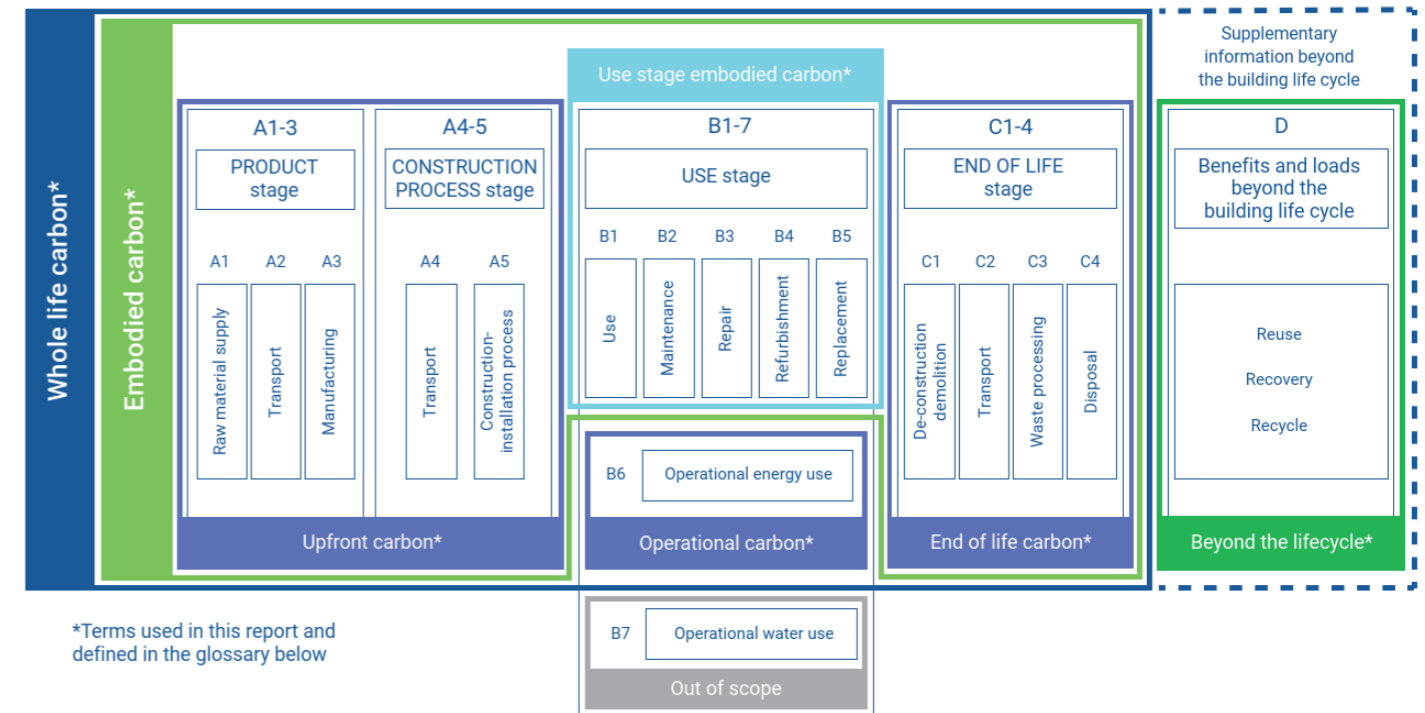 Whole life carbon*
Embodied carbon*
Supplementary
information beyond
the building life cycle
Use stage embodied carbon*
A1-3
PRODUCT
stage
A1
A2
A3
Raw material supply
Transport
Manufacturing
A4-5
CONSTRUCTION
PROCESS stage
A4
A5
Transport
Construction-
installation process
Upfront carbon*
B1-7
USE stage
B1
B2
B3
B4
B5
Use
Maintenance
Repair
Refurbishment
Replacement
B6
Operational energy use
Operational carbon*
B7
Operational water use
Out of scope
C1-4
END OF LIFE
stage
C1
C2
C3
C4
De-construction
demolition
Transport
Waste processing
Disposal
End of life carbon*
D
Benefits and loads
beyond the
building life cycle
Reuse
Recovery
Recycle
Beyond the lifecycle*
*Terms used in this report and
defined in the glossary below